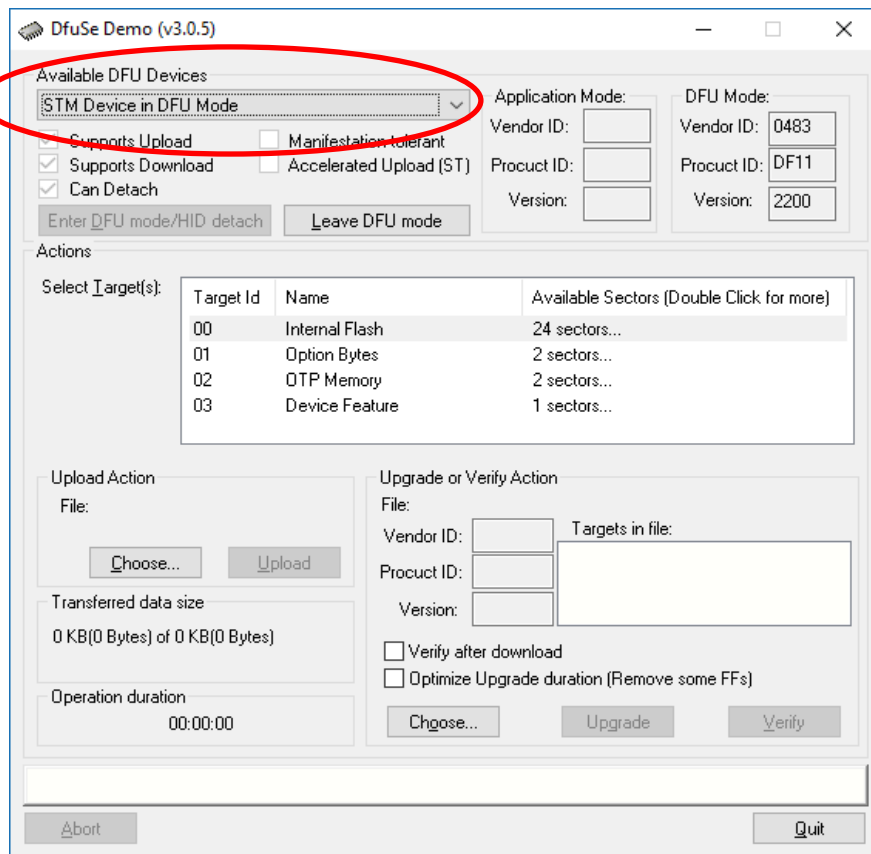 DfuSe Demo (v3.0.5)
Available DFU Devices
STM Device in DFU Mode
Supports Upload
Manifestation tolerant
Supports Download
Accelerated Upload (ST)
Can Detach
Enter DFU mode/HID detach
Leave DFU mode
Application Mode:
Vendor ID:
Procuct ID:
Version:
DFU Mode:
Vendor ID: 0483
Procuct ID: DF11
Version: 2200
Actions
Select Target(s):
Target Id Name Available Sectors (Double Click for more)
00 Internal Flash 24 sectors...
01 Option Bytes 2 sectors...
02 OTP Memory 2 sectors...
03 Device Feature 1 sectors...
Upload Action
File:
Choose... Upload
Transferred data size
0 KB(0 Bytes) of 0 KB(0 Bytes)
Operation duration
00:00:00
Upgrade or Verify Action
File:
Vendor ID:
Procuct ID:
Version:
Targets in file:
Verify after download
Optimize Upgrade duration (Remove some FFs)
Choose... Upgrade Verify
Abort Quit